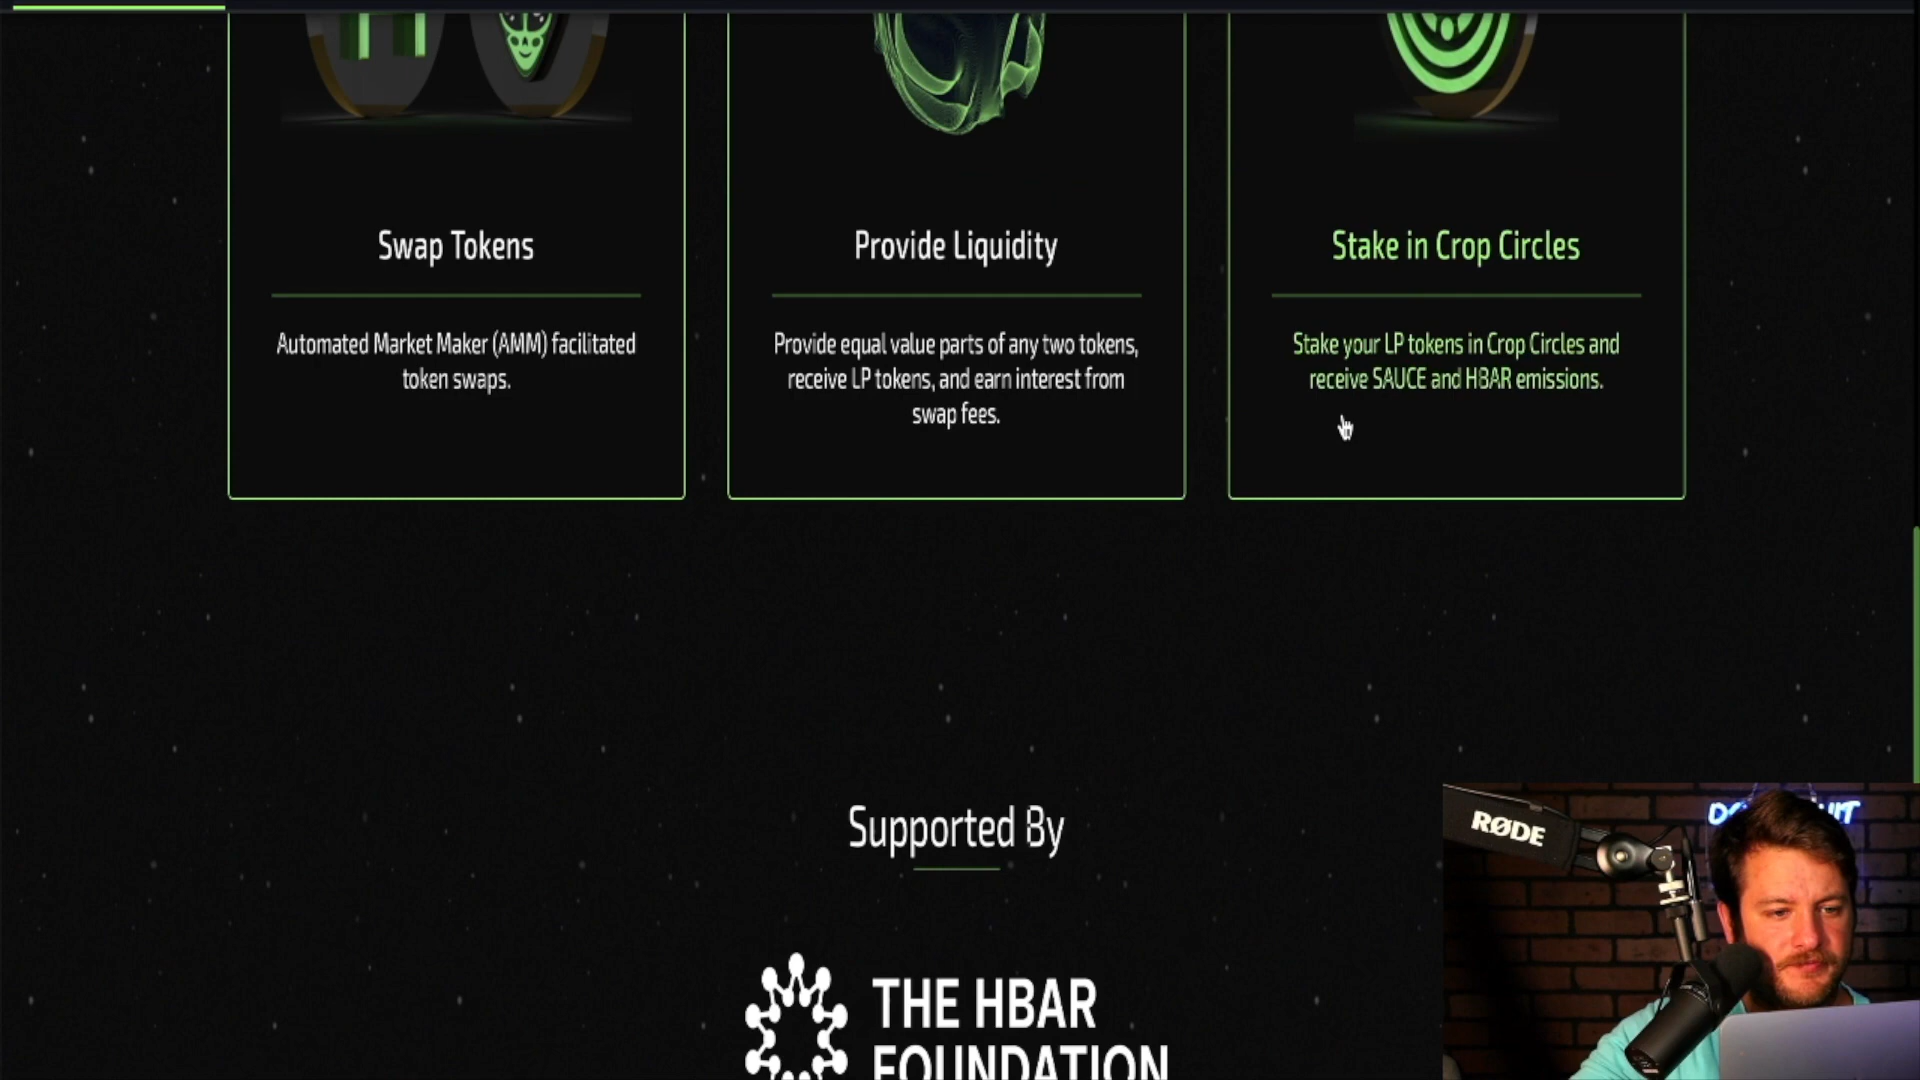 Swap Tokens
Automated Market Maker (AMM) facilitated
token swaps.
Provide Liquidity
Provide equal value parts of any two tokens,
receive LP tokens, and earn interest from
swap fees.
Stake in Crop Circles
Stake your LP tokens in Crop Circles and
receive SAUCE and HBAR emissions.
Supported By
THE HBAR
FOUNDATION
RØDE